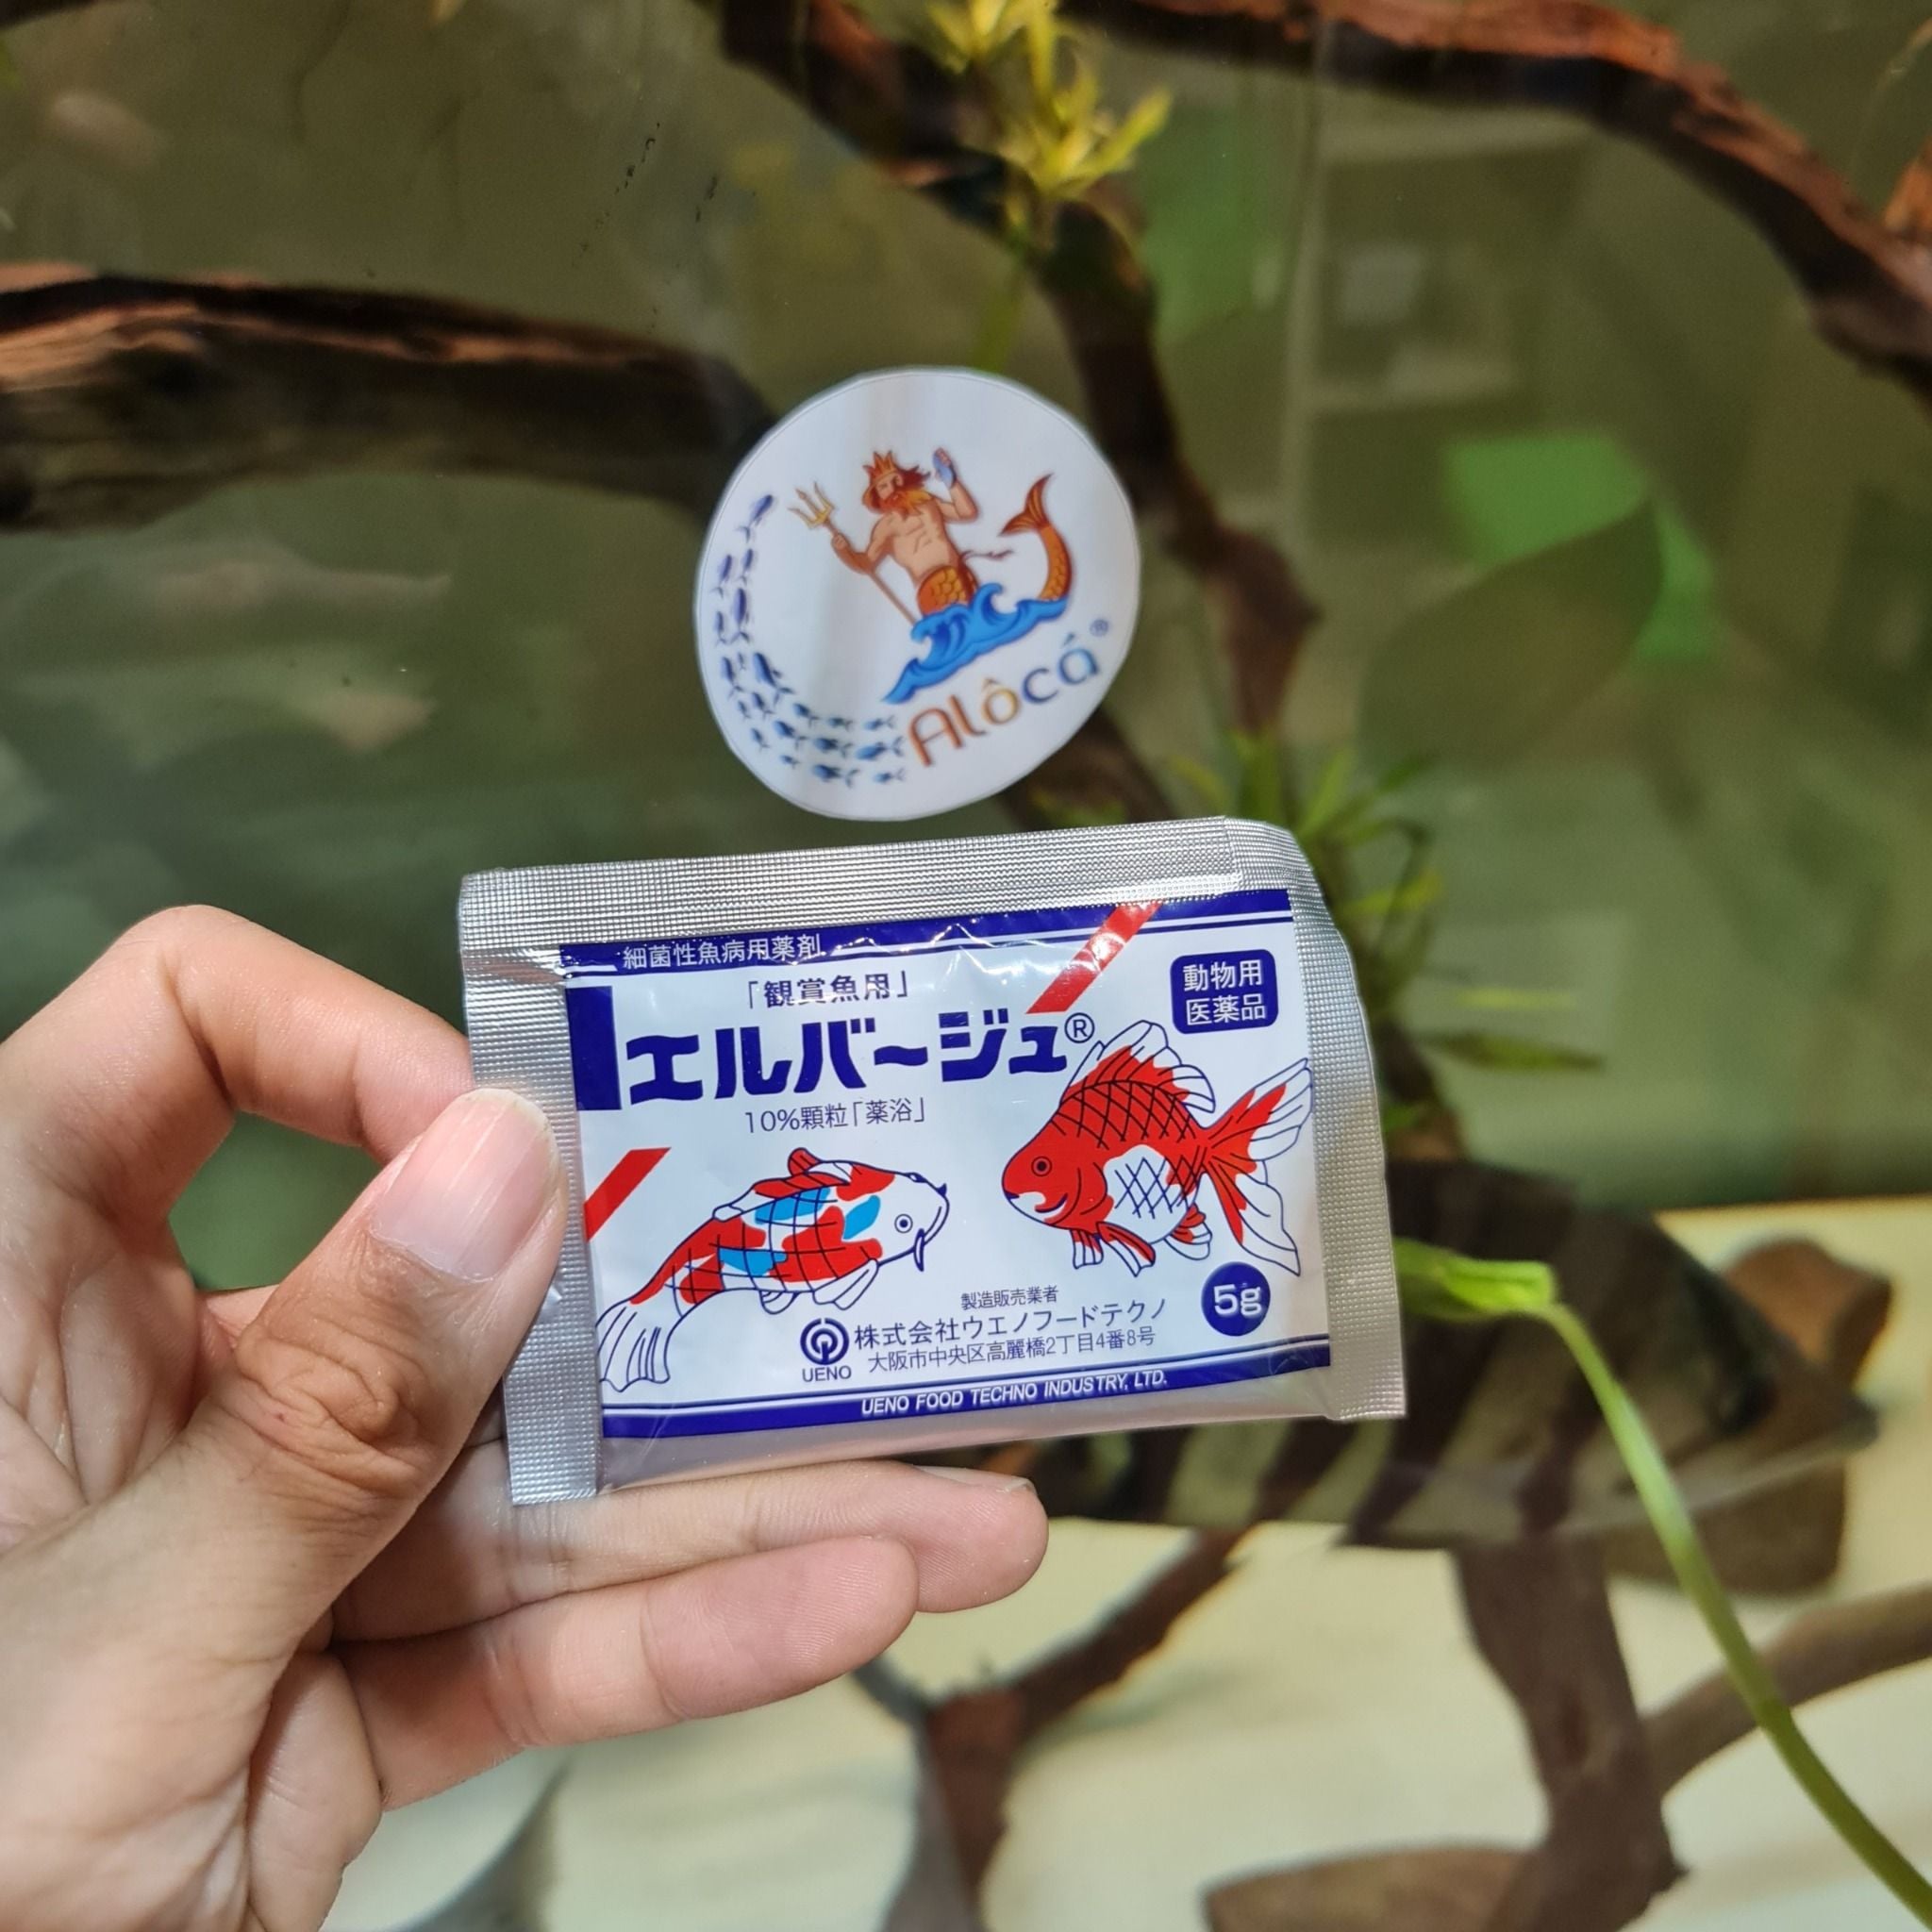 Alôcá®
細菌性魚病用薬剤
「観賞魚用」
動物用
医薬品
エルバージュ®
10%顆粒「薬浴」
製造販売業者
株式会社ウエノフードテクノ
大阪市中央区高麗橋2丁目4番8号
UENO
5g
UENO FOOD TECHNO INDUSTRY, LTD.